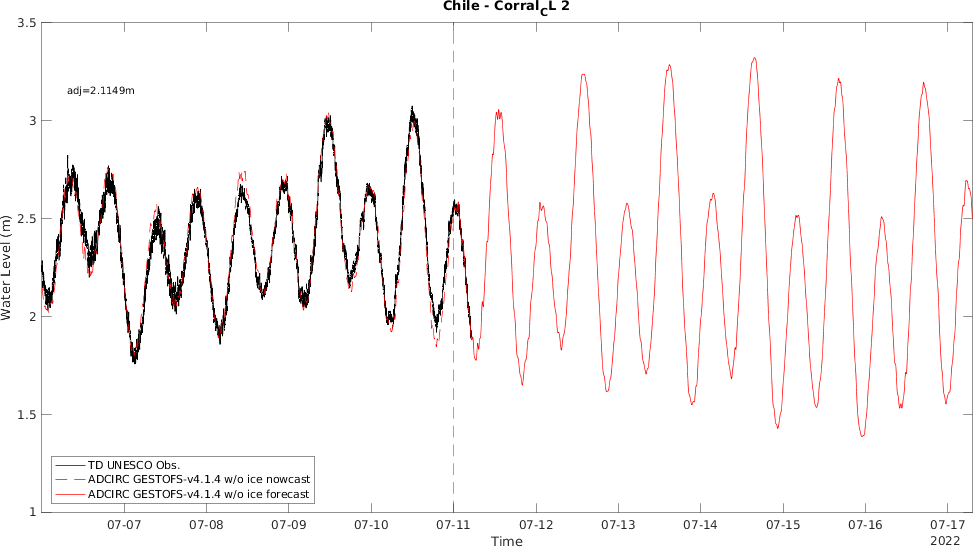 Chile - Corral_CL 2
3.5
adj=2.1149m
3
2.5
Water Level (m)
2
1.5
TD UNESCO Obs.
ADCIRC GESTOFS-v4.1.4 w/o ice nowcast
ADCIRC GESTOFS-v4.1.4 w/o ice forecast
1
07-07 07-08 07-09 07-10 07-11 07-12 07-13 07-14 07-15 07-16 07-17
Time 2022